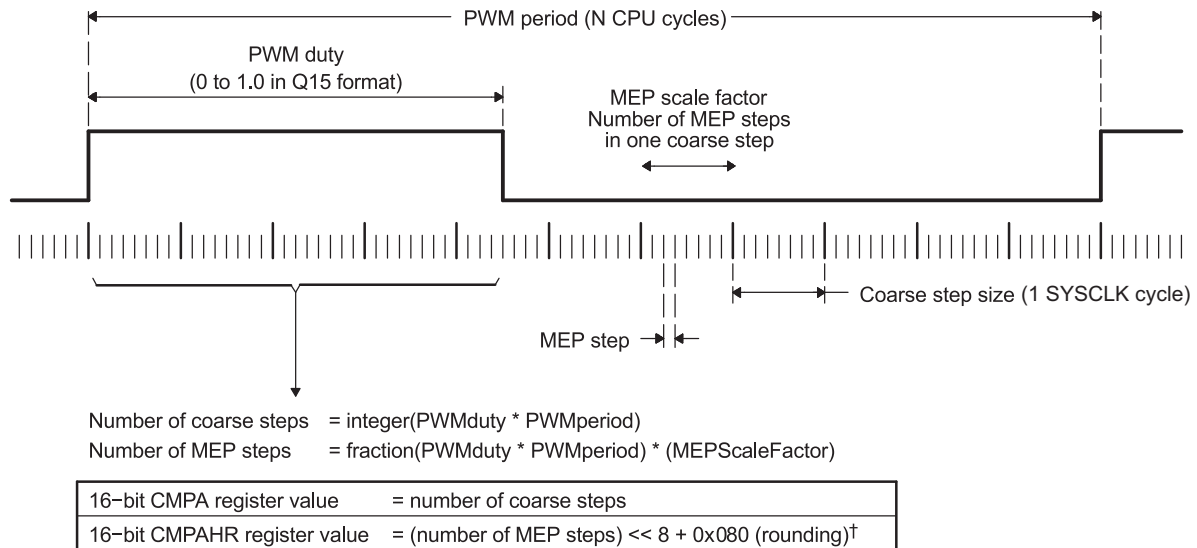 PWM period (N CPU cycles)
PWM duty
(0 to 1.0 in Q15 format)
MEP scale factor
Number of MEP steps
in one coarse step
Coarse step size (1 SYSCLK cycle)
MEP step
Number of coarse steps = integer(PWMduty * PWMperiod)
Number of MEP steps = fraction(PWMduty * PWMperiod) * (MEPScaleFactor)
16−bit CMPA register value = number of coarse steps
16−bit CMPAHR register value = (number of MEP steps) << 8 + 0x080 (rounding)†